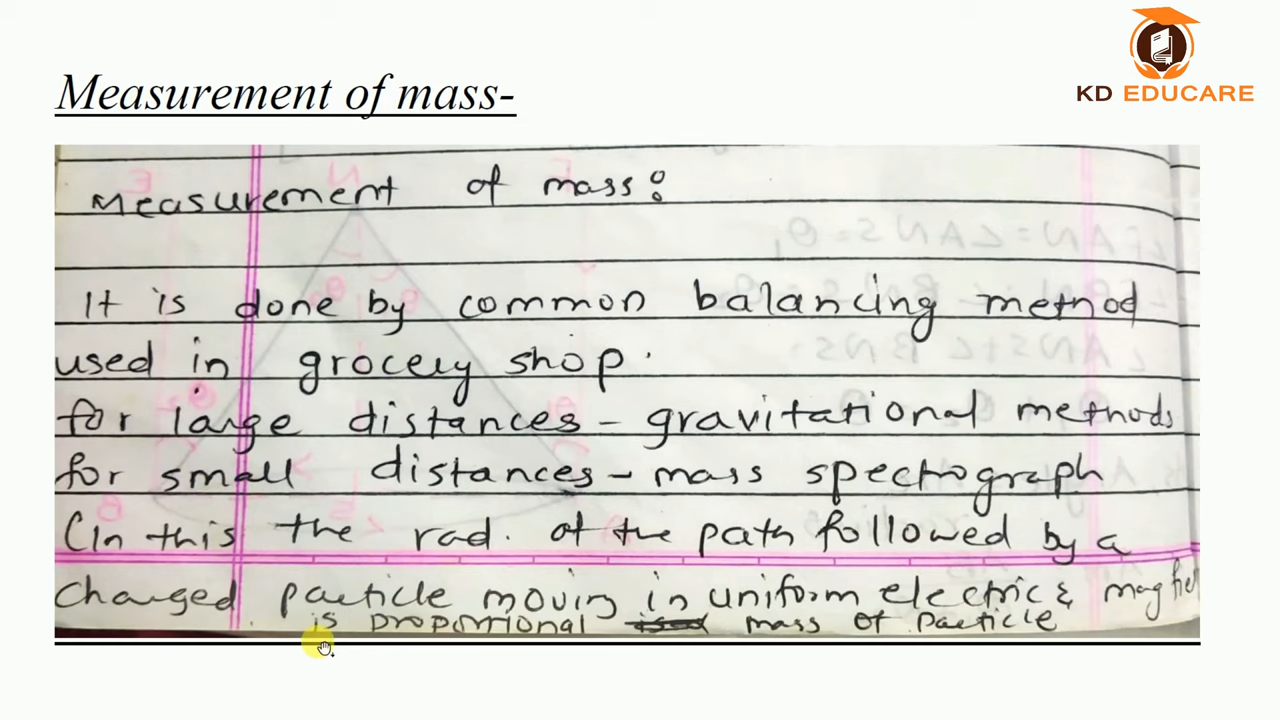 KD EDUCARE
Measurement of mass-
Measurement of mass:
It is done by common balancing method
used in grocery shop.
for large distances - gravitational methods
for small distances - mass spectrograph
(In this the rad. of the path followed by a
charged particle moving in uniform electric & mag
is proportional mass of particle